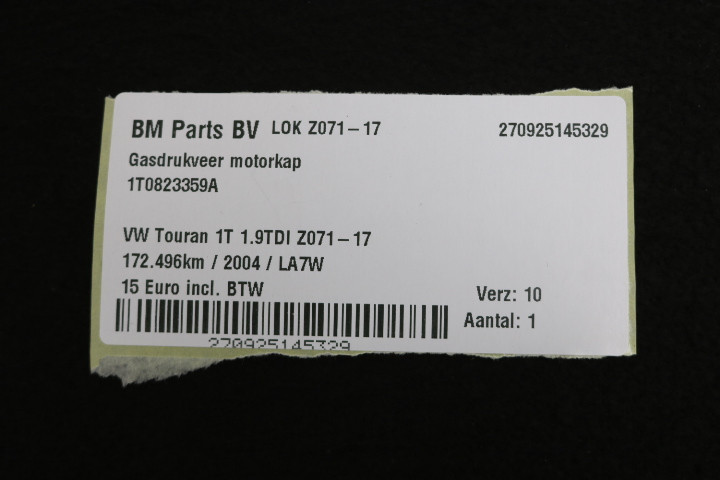 BM Parts BV LOK Z071-17 270925145329
Gasdrukveer motorkap
1T0823359A
VW Touran 1T 1.9TDI Z071-17
172.496km / 2004 / LA7W
15 Euro incl. BTW
Verz: 10
Aantal: 1
270925145329